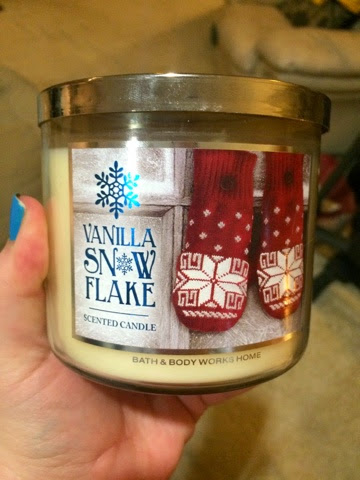 VANILLA
SNOW
FLAKE
SCENTED CANDLE
BATH & BODY WORKS HOME